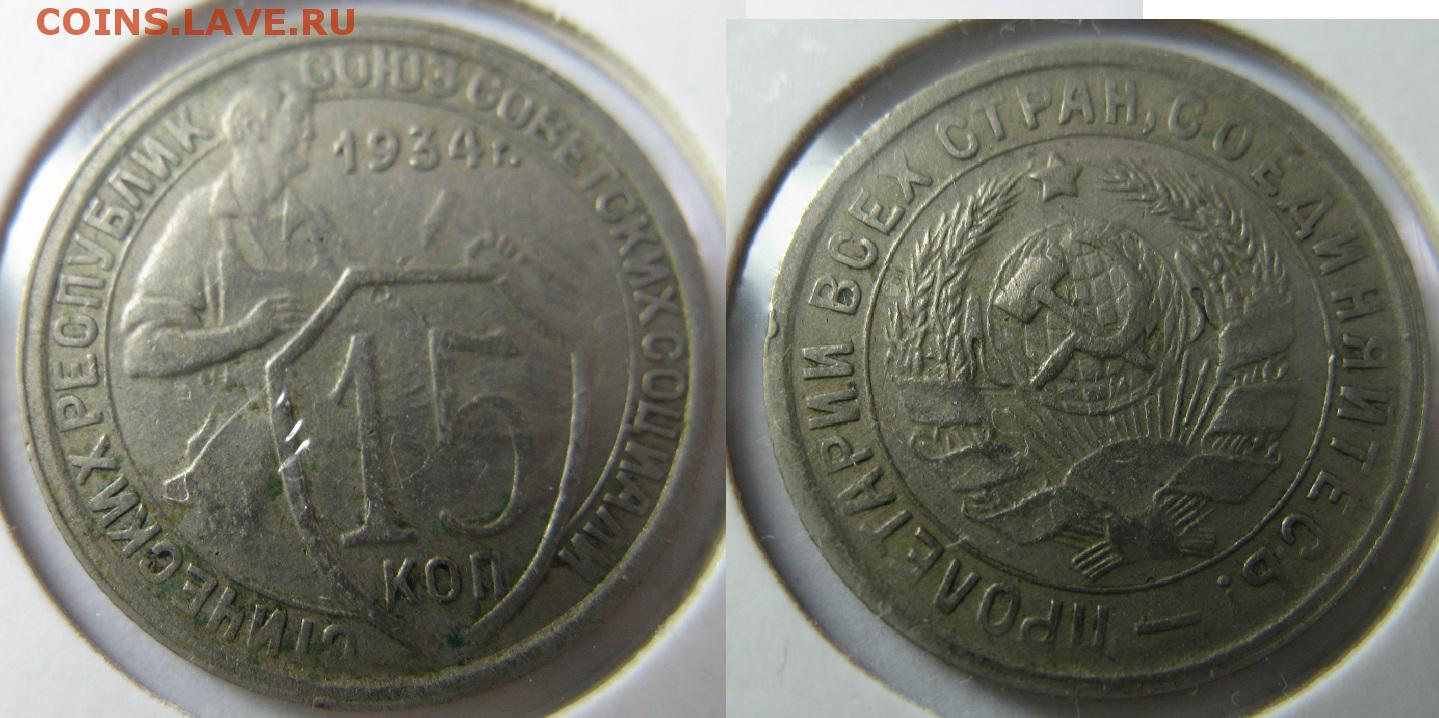 COINS.LAVE.RU
СОЮЗ СОВЕТСКИХ СОЦИАЛИСТИЧЕСКИХ РЕСПУБЛИК
1934г.
15
КОП
ПРОЛЕТАРИИ ВСЕХ СТРАН, СОЕДИНЯЙТЕСЬ! —